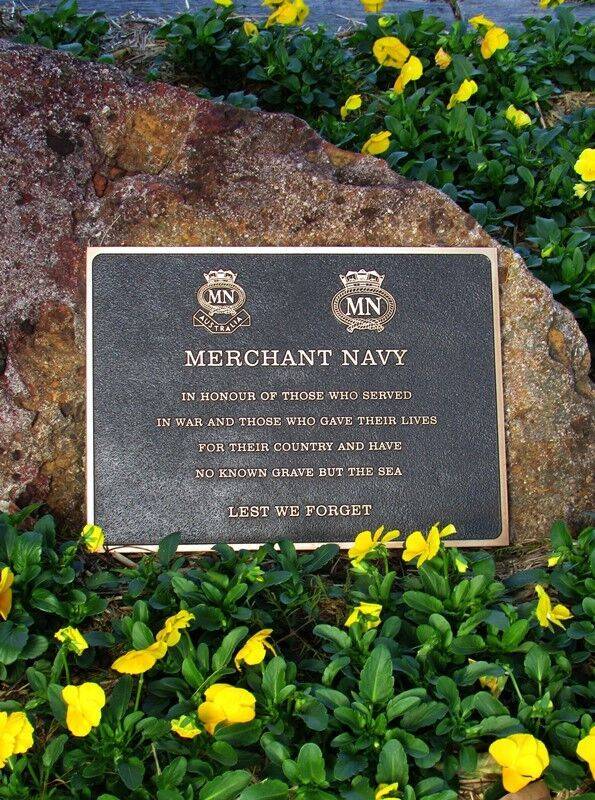 MN MN
AUSTRALIA
MERCHANT NAVY
IN HONOUR OF THOSE WHO SERVED
IN WAR AND THOSE WHO GAVE THEIR LIVES
FOR THEIR COUNTRY AND HAVE
NO KNOWN GRAVE BUT THE SEA
LEST WE FORGET